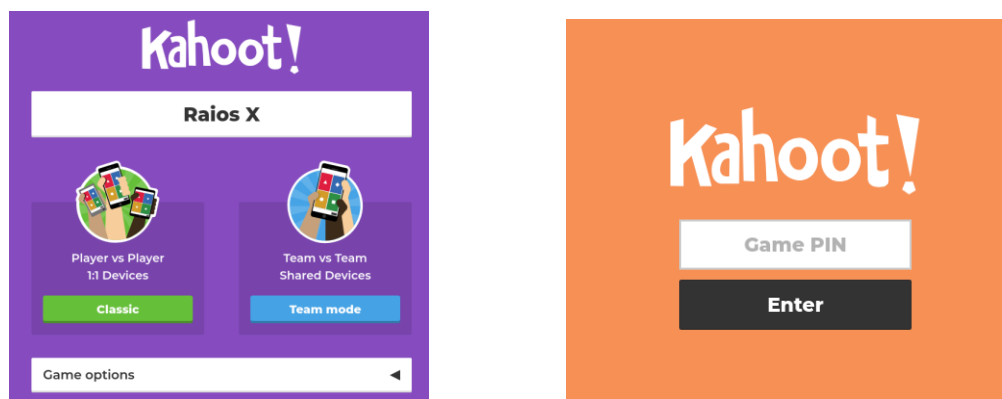 Kahoot!
Raios X
Player vs Player
1:1 Devices
Classic
Team vs Team
Shared Devices
Team mode
Game options
Kahoot!
Game PIN
Enter